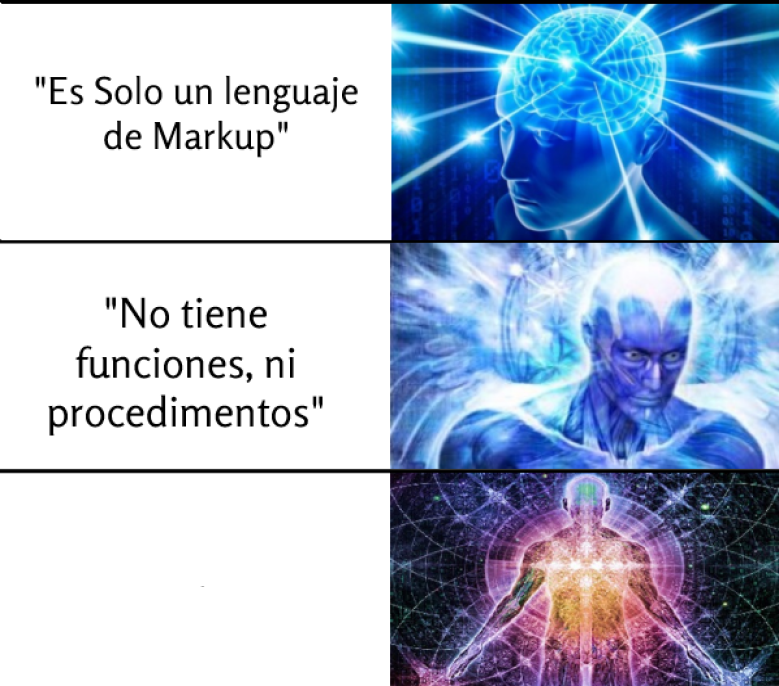 "Es Solo un lenguaje
de Markup"
"No tiene
funciones, ni
procedimentos"